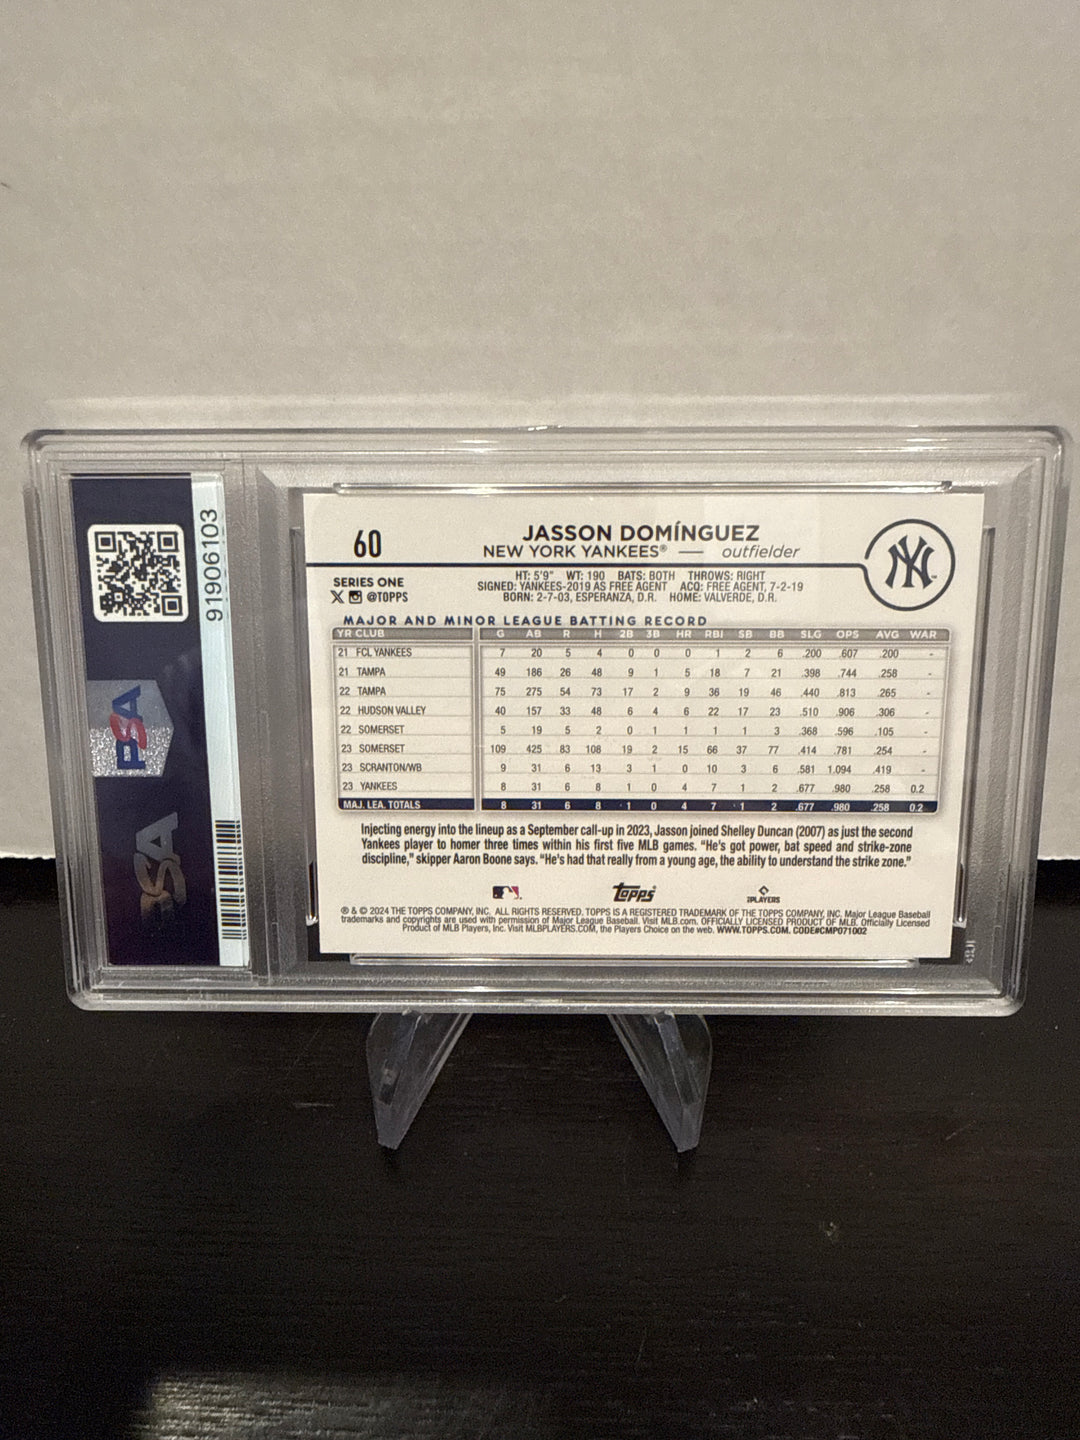 91906103
PSA
PSA
60
JASSON DOMÍNGUEZ
NEW YORK YANKEES® — outfielder
NY
SERIES ONE
X @TOPPS
HT: 5'9" WT: 190 BATS: BOTH THROWS: RIGHT
SIGNED: YANKEES-2019 AS FREE AGENT ACQ: FREE AGENT, 7-2-19
BORN: 2-7-03, ESPERANZA, D.R. HOME: VALVERDE, D.R.
MAJOR AND MINOR LEAGUE BATTING RECORD
YR CLUB G AB R H 2B 3B HR RBI SB BB SLG OPS AVG WAR
21 FCL YANKEES 7 20 5 4 0 0 0 1 2 6 .200 .607 .200 -
21 TAMPA 49 186 26 48 9 1 5 18 7 21 .398 .744 .258 -
22 TAMPA 75 275 54 73 17 2 9 36 19 46 .440 .813 .265 -
22 HUDSON VALLEY 40 157 33 48 6 4 6 22 17 23 .510 .906 .306 -
22 SOMERSET 5 19 5 2 0 1 1 1 1 3 .368 .596 .105 -
23 SOMERSET 109 425 83 108 19 2 15 66 37 77 .414 .781 .254 -
23 SCRANTON/WB 9 31 6 13 3 1 0 10 3 6 .581 1.094 .419 -
23 YANKEES 8 31 6 8 1 0 4 7 1 2 .677 .980 .258 0.2
MAJ. LEA. TOTALS 8 31 6 8 1 0 4 7 1 2 .677 .980 .258 0.2
Injecting energy into the lineup as a September call-up in 2023, Jasson joined Shelley Duncan (2007) as just the second
Yankees player to homer three times within his first five MLB games. "He's got power, bat speed and strike-zone
discipline," skipper Aaron Boone says. "He's had that really from a young age, the ability to understand the strike zone."
Topps
PLAYERS
® & © 2024 THE TOPPS COMPANY, INC. ALL RIGHTS RESERVED. TOPPS IS A REGISTERED TRADEMARK OF THE TOPPS COMPANY, INC. Major League Baseball
trademarks and copyrights are used with permission of Major League Baseball. Visit MLB.com. OFFICIALLY LICENSED PRODUCT OF MLB. Officially Licensed
Product of MLB Players, Inc. Visit MLBPLAYERS.COM, the Players Choice on the web. WWW.TOPPS.COM. CODE#CMP071002